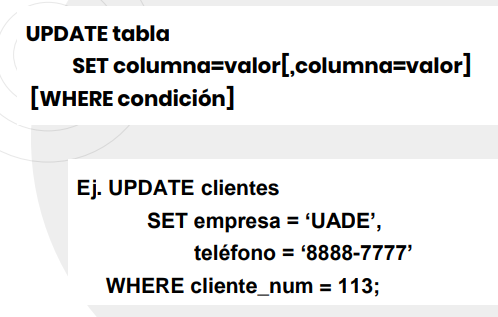 UPDATE tabla
SET columna=valor[,columna=valor]
[WHERE condición]
Ej. UPDATE clientes
SET empresa = ‘UADE’,
teléfono = ‘8888-7777’
WHERE cliente_num = 113;